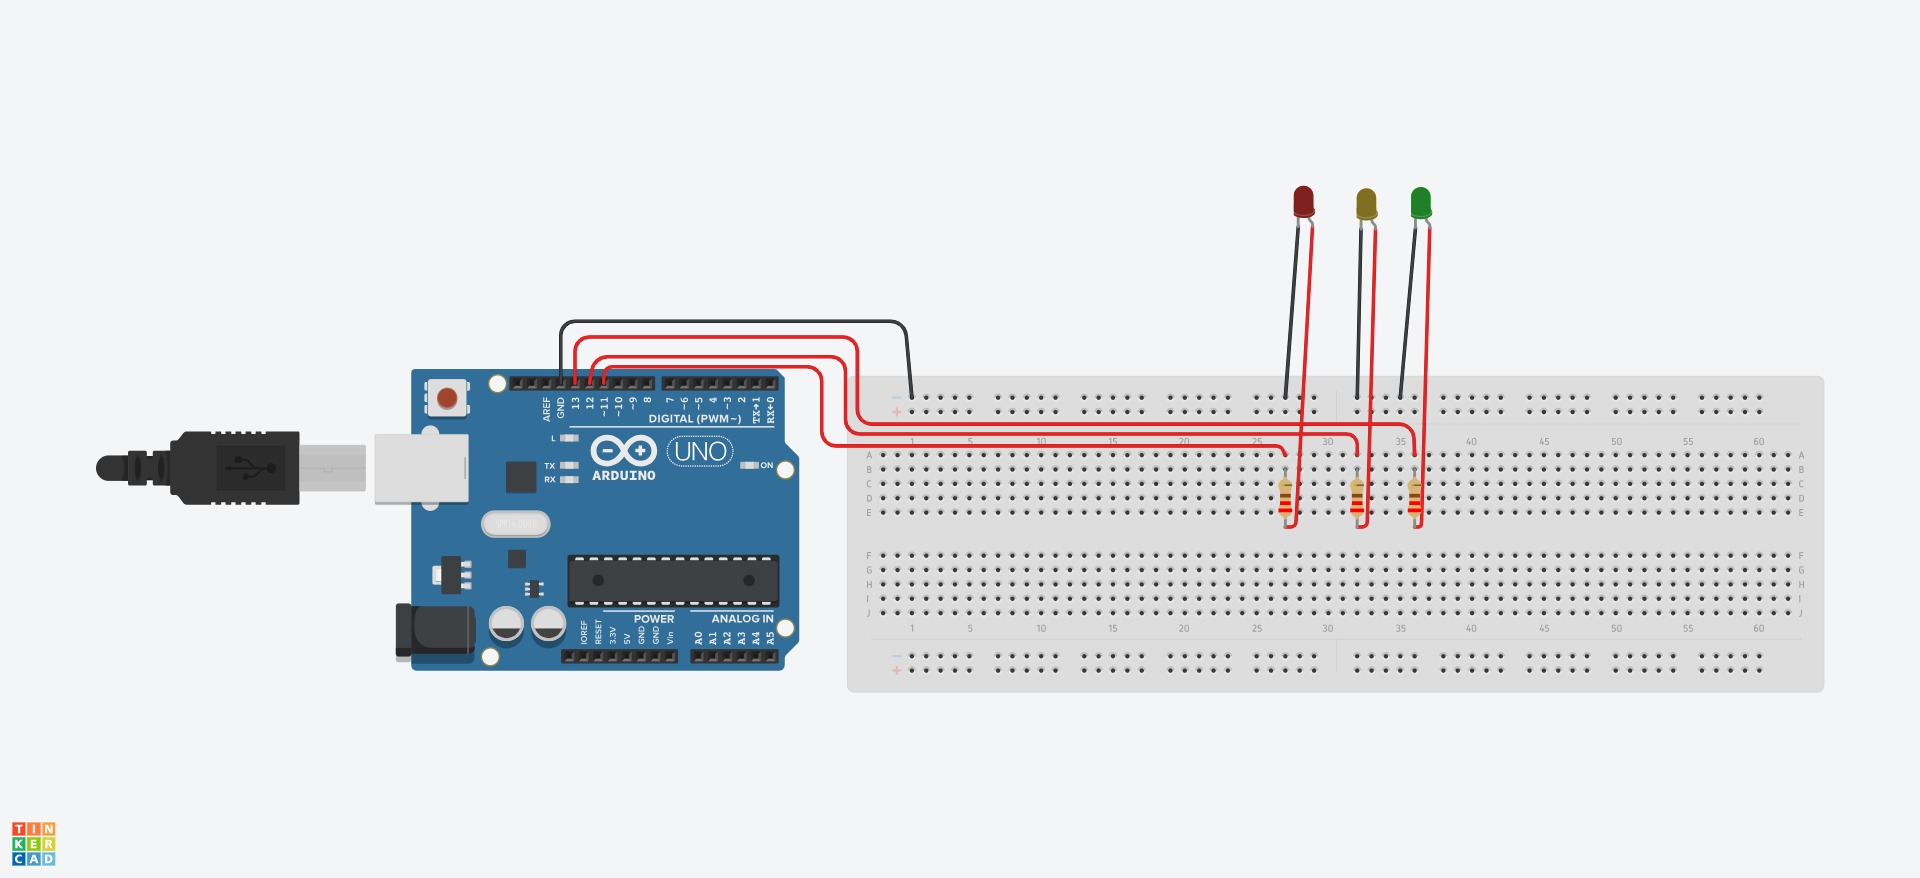 AREF
GND
13
12
~11
~10
~9
8
7
~6
~5
4
~3
2
TX→1
RX←0
DIGITAL (PWM~)
L
TX
RX
UNO
ON
ARDUINO
SPK16.000G
POWER
ANALOG IN
IOREF
RESET
3.3V
5V
GND
GND
Vin
A0
A1
A2
A3
A4
A5
−
+
1 5 10 15 20 25 30 35 40 45 50 55 60
A A
B B
C C
D D
E E
F F
G G
H H
I I
J J
1 5 10 15 20 25 30 35 40 45 50 55 60
−
+
TIN
KER
CAD